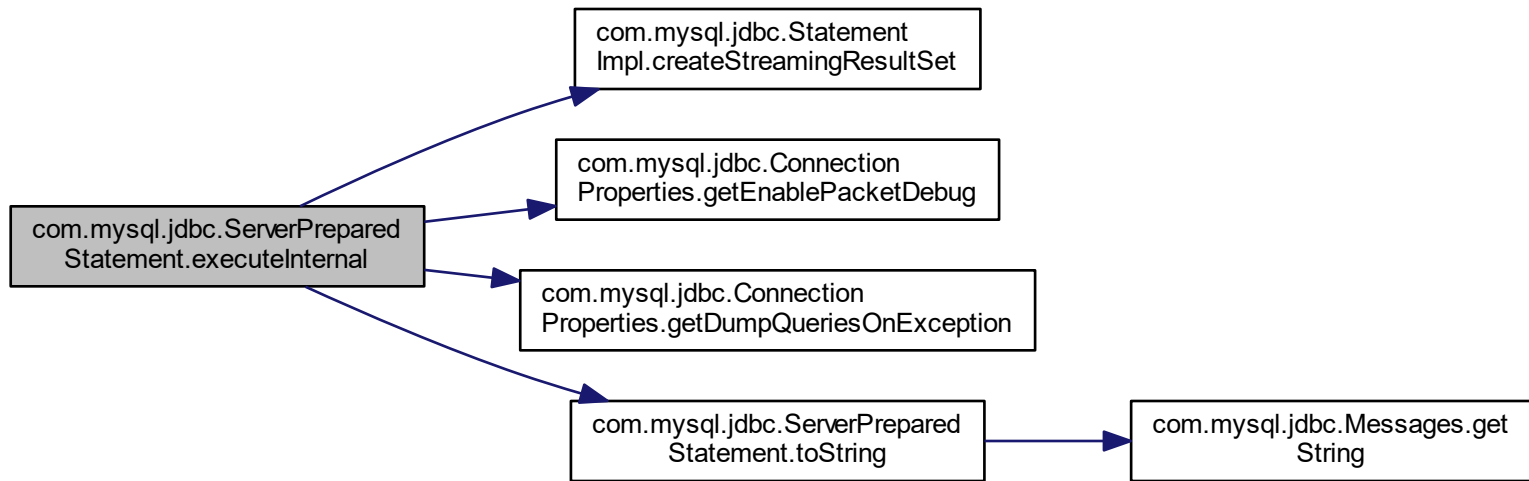 com.mysql.jdbc.Statement
Impl.createStreamingResultSet
com.mysql.jdbc.Connection
Properties.getEnablePacketDebug
com.mysql.jdbc.ServerPrepared
Statement.executeInternal
com.mysql.jdbc.Connection
Properties.getDumpQueriesOnException
com.mysql.jdbc.ServerPrepared
Statement.toString
com.mysql.jdbc.Messages.get
String